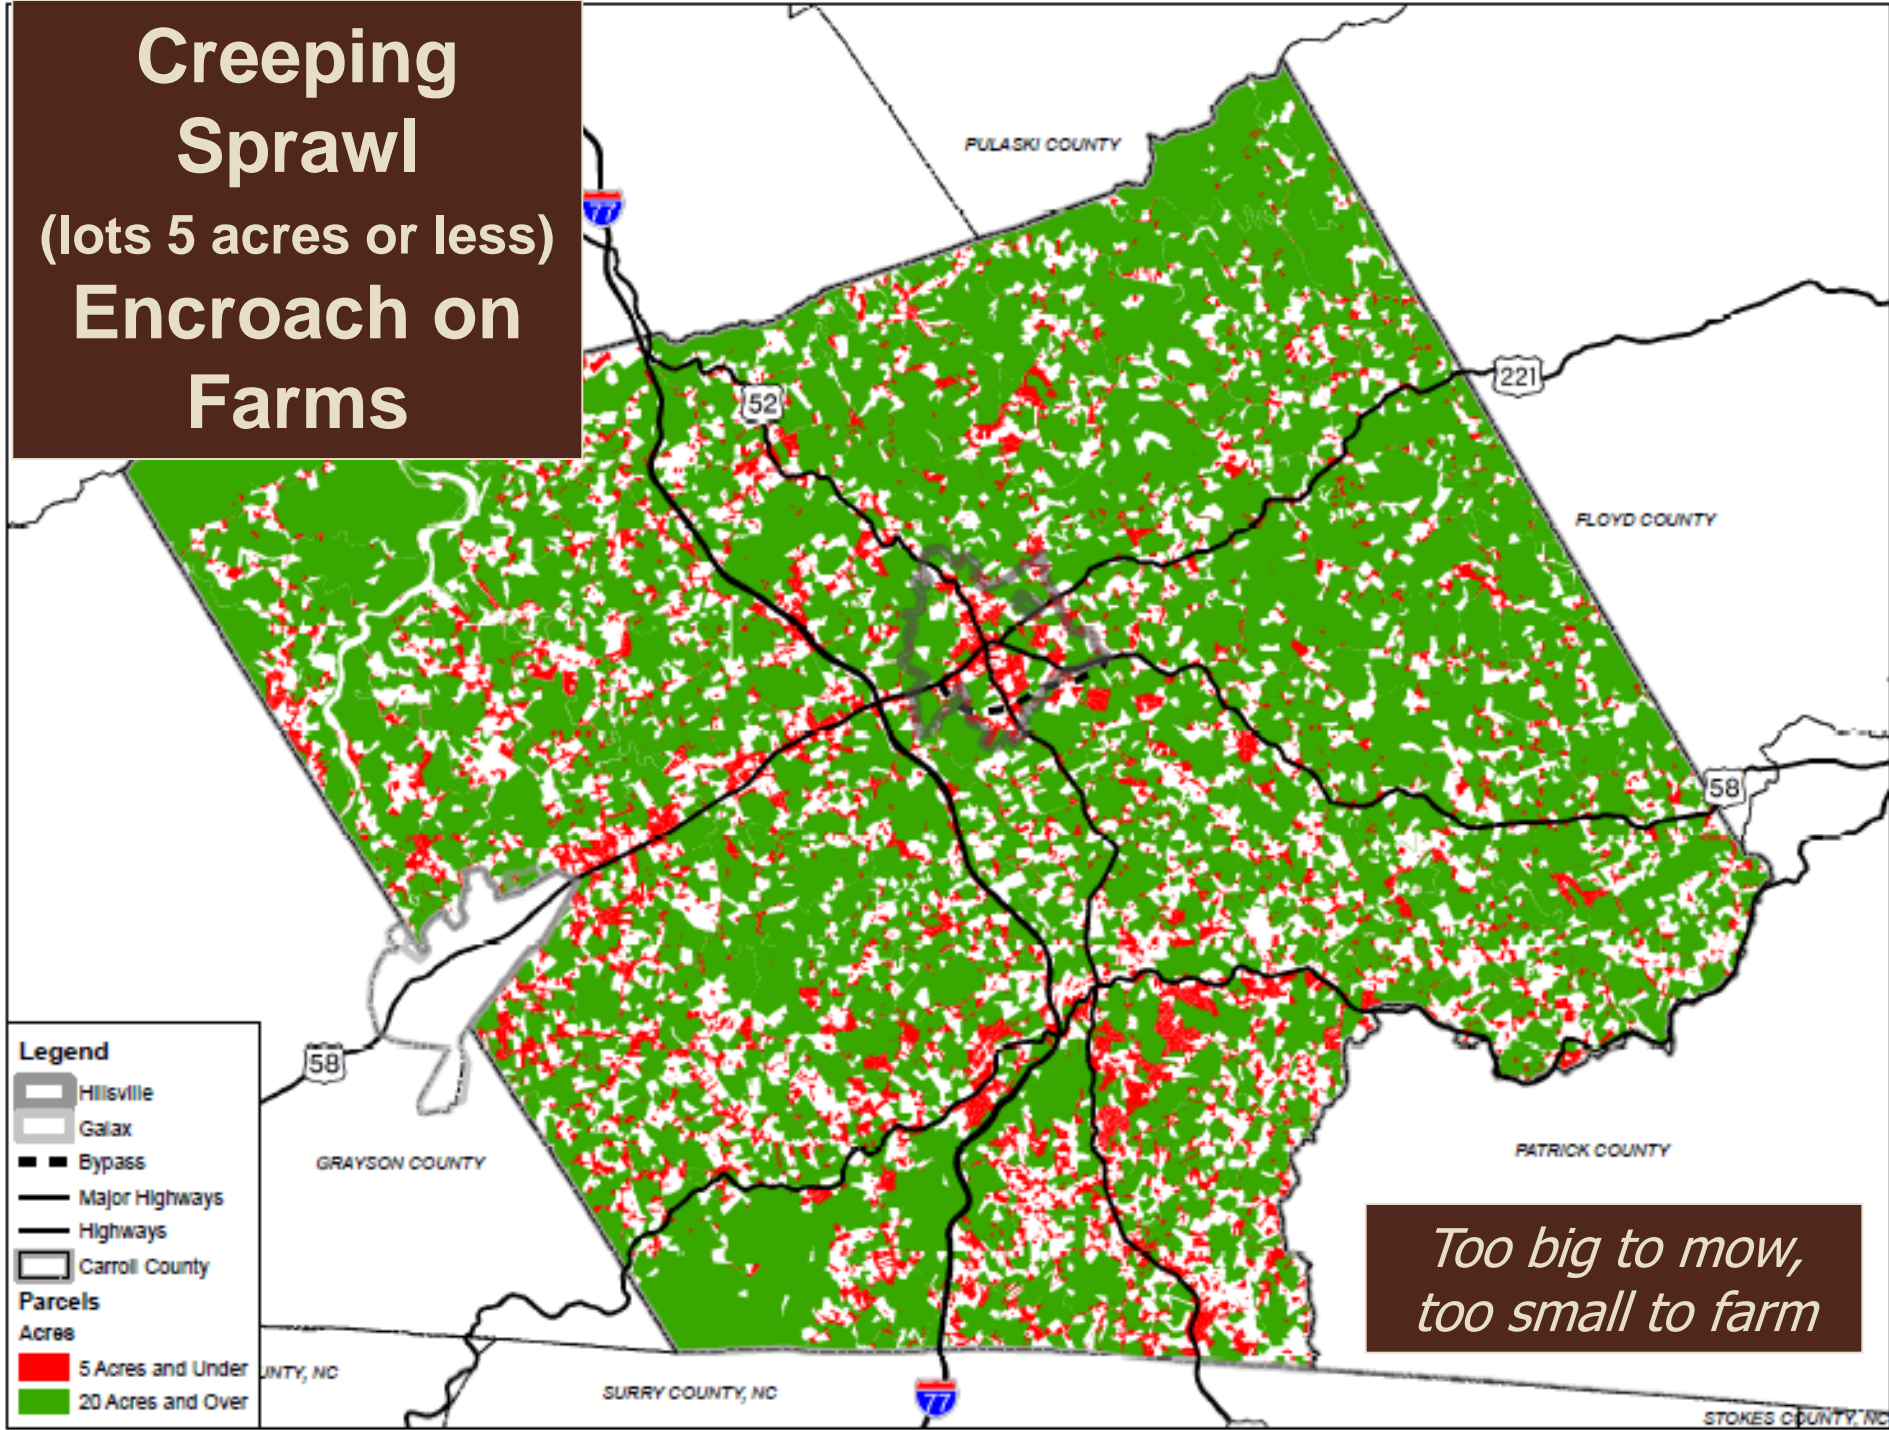 Creeping
Sprawl
(lots 5 acres or less)
Encroach on
Farms
PULASKI COUNTY
77
52
221
FLOYD COUNTY
58
58
GRAYSON COUNTY
PATRICK COUNTY
Too big to mow,
too small to farm
Legend
Hillsville
Galax
Bypass
Major Highways
Highways
Carroll County
Parcels
Acres
5 Acres and Under
20 Acres and Over
UNTY, NC
SURRY COUNTY, NC
77
STOKES COUNTY, NC